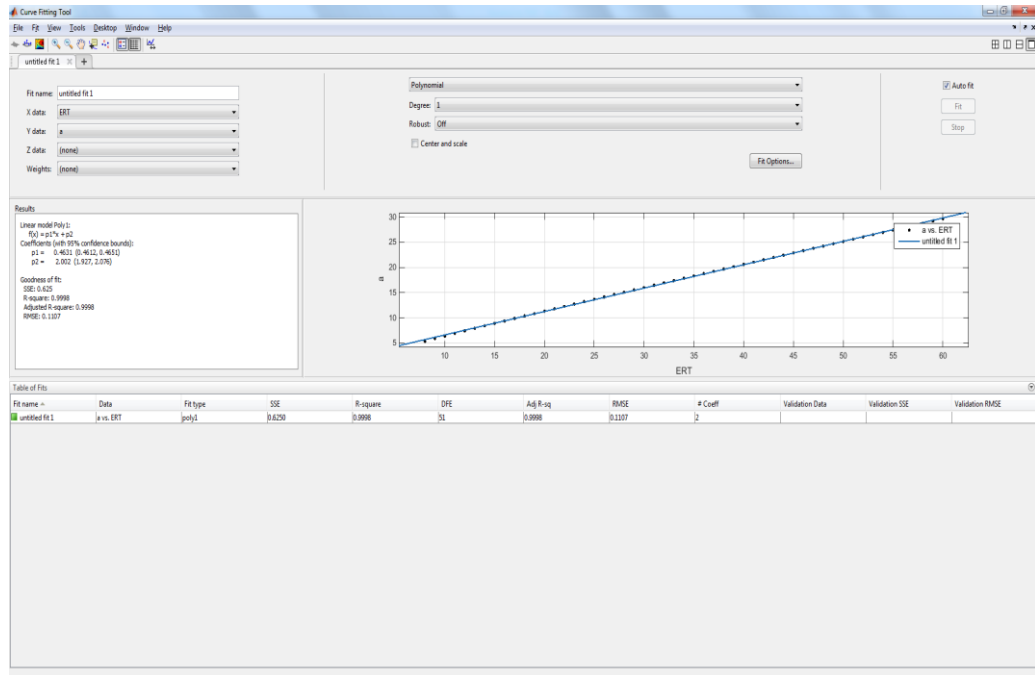 Curve Fitting Tool
File Fit View Tools Desktop Window Help
untitled fit 1
Fit name: untitled fit 1
X data: ERT
Y data: a
Z data: (none)
Weights: (none)
Polynomial
Degree: 1
Robust: Off
Center and scale
Fit Options...
Auto fit
Fit
Stop
Results
Linear model Poly1:
f(x) = p1*x + p2
Coefficients (with 95% confidence bounds):
p1 = 0.4631 (0.4612, 0.4651)
p2 = 2.002 (1.927, 2.076)
Goodness of fit:
SSE: 0.625
R-square: 0.9998
Adjusted R-square: 0.9998
RMSE: 0.1107
30
25
20
15
10
5
a
10 15 20 25 30 35 40 45 50 55 60
ERT
a vs. ERT
untitled fit 1
Table of Fits
Fit name Data Fit type SSE R-square DFE Adj R-sq RMSE # Coeff Validation Data Validation SSE Validation RMSE
untitled fit 1 a vs. ERT poly1 0.6250 0.9998 51 0.9998 0.1107 2